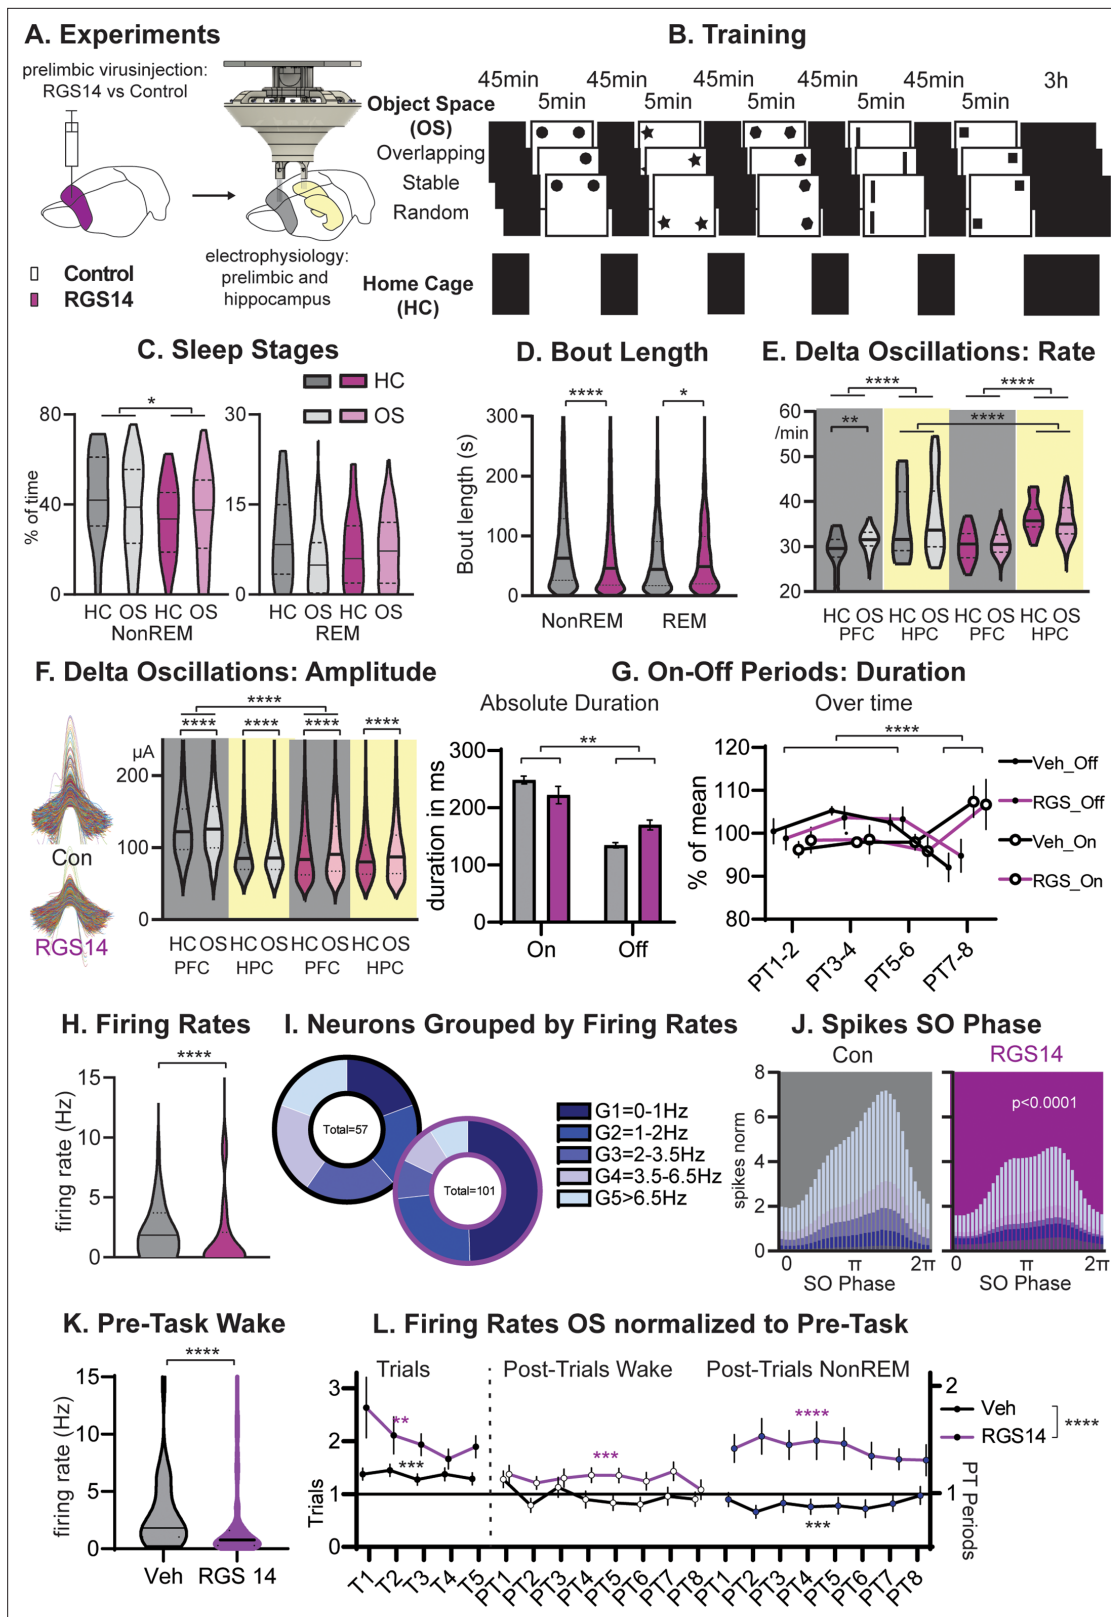 A. Experiments
prelimbic virusinjection:
RGS14 vs Control
electrophysiology:
prelimbic and
hippocampus
Control
RGS14
B. Training
45min 45min 45min 45min 45min 3h
5min 5min 5min 5min 5min
Object Space
(OS)
Overlapping
Stable
Random
Home Cage
(HC)
C. Sleep Stages
HC
OS
% of time
80
40
0
*
HC OS HC OS
NonREM
30
15
0
HC OS HC OS
REM
D. Bout Length
Bout length (s)
300
200
100
0
**** *
NonREM REM
E. Delta Oscillations: Rate
**** ****
** ****
60
/min
50
40
30
20
HC OS HC OS HC OS HC OS
PFC HPC PFC HPC
F. Delta Oscillations: Amplitude
Con
RGS14
µA
200
100
0
****
**** **** **** ****
HC OS HC OS HC OS HC OS
PFC HPC PFC HPC
G. On-Off Periods: Duration
Absolute Duration
duration in ms
300
200
100
0
**
On Off
Over time
% of mean
120
110
100
90
80
****
PT1-2 PT3-4 PT5-6 PT7-8
Veh_Off
RGS_Off
Veh_On
RGS_On
H. Firing Rates
firing rate (Hz)
15
10
5
0
****
I. Neurons Grouped by Firing Rates
Total=57
Total=101
G1=0-1Hz
G2=1-2Hz
G3=2-3.5Hz
G4=3.5-6.5Hz
G5>6.5Hz
J. Spikes SO Phase
Con RGS14
spikes norm
8
6
4
2
0
p<0.0001
0 π 2π 0 π 2π
SO Phase SO Phase
K. Pre-Task Wake
firing rate (Hz)
15
10
5
0
****
Veh RGS 14
L. Firing Rates OS normalized to Pre-Task
Trials Post-Trials Wake Post-Trials NonREM
Trials
3
2
1
0
**
***
***
****
***
2
1
PT Periods
Veh
RGS14
****
T1 T2 T3 T4 T5 PT1 PT2 PT3 PT4 PT5 PT6 PT7 PT8 PT1 PT2 PT3 PT4 PT5 PT6 PT7 PT8